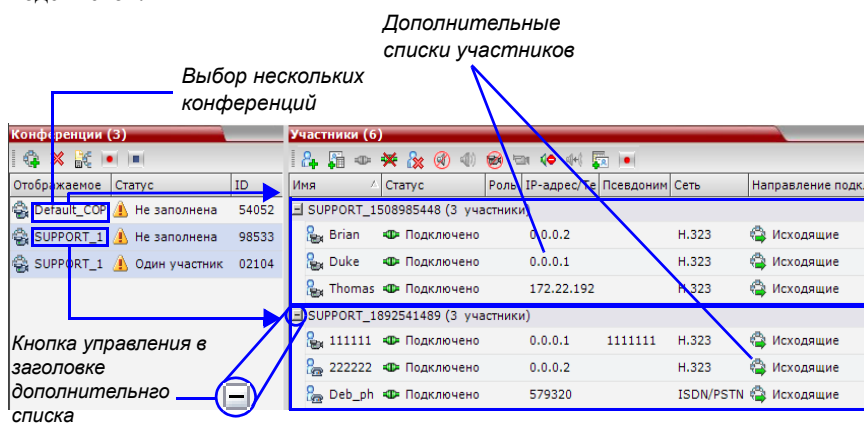 Дополнительные
списки участников
Выбор нескольких
конференций
Конференции (3)
Отображаемое Статус ID
Default_COP Не заполнена 54052
SUPPORT_1 Не заполнена 98533
SUPPORT_1 Один участник 02104
Участники (6)
Имя Статус Роль IP-адрес/Те Псевдоним Сеть Направление подк.
SUPPORT_1508985448 (3 участники)
Brian Подключено 0.0.0.2 H.323 Исходящие
Duke Подключено 0.0.0.1 H.323 Исходящие
Thomas Подключено 172.22.192 H.323 Исходящие
SUPPORT_1892541489 (3 участники)
111111 Подключено 0.0.0.1 1111111 H.323 Исходящие
222222 Подключено 0.0.0.2 H.323 Исходящие
Deb_ph Подключено 579320 ISDN/PSTN Исходящие
Кнопка управления в
заголовке
дополнительнго
списка